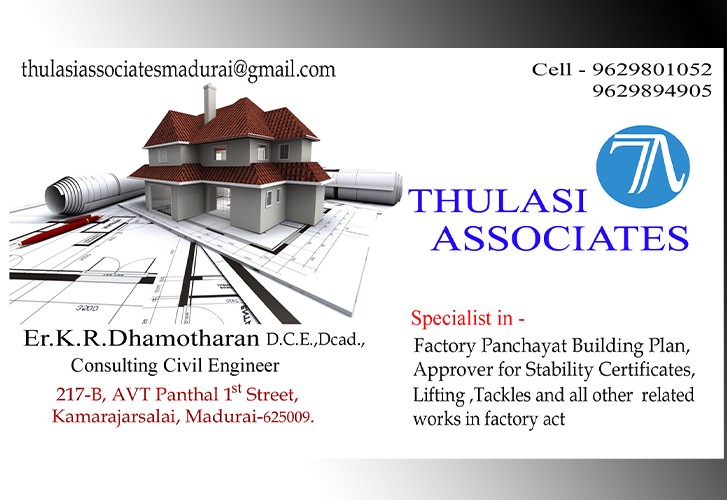 thulasiassociatesmadurai@gmail.com
Cell - 9629801052
9629894905
TA
THULASI
ASSOCIATES
3200
Er.K.R.Dhamotharan D.C.E.,Dcad.,
Consulting Civil Engineer
217-B, AVT Panthal 1st Street,
Kamarajarsalai, Madurai-625009.
Specialist in -
Factory Panchayat Building Plan,
Approver for Stability Certificates,
Lifting ,Tackles and all other related
works in factory act